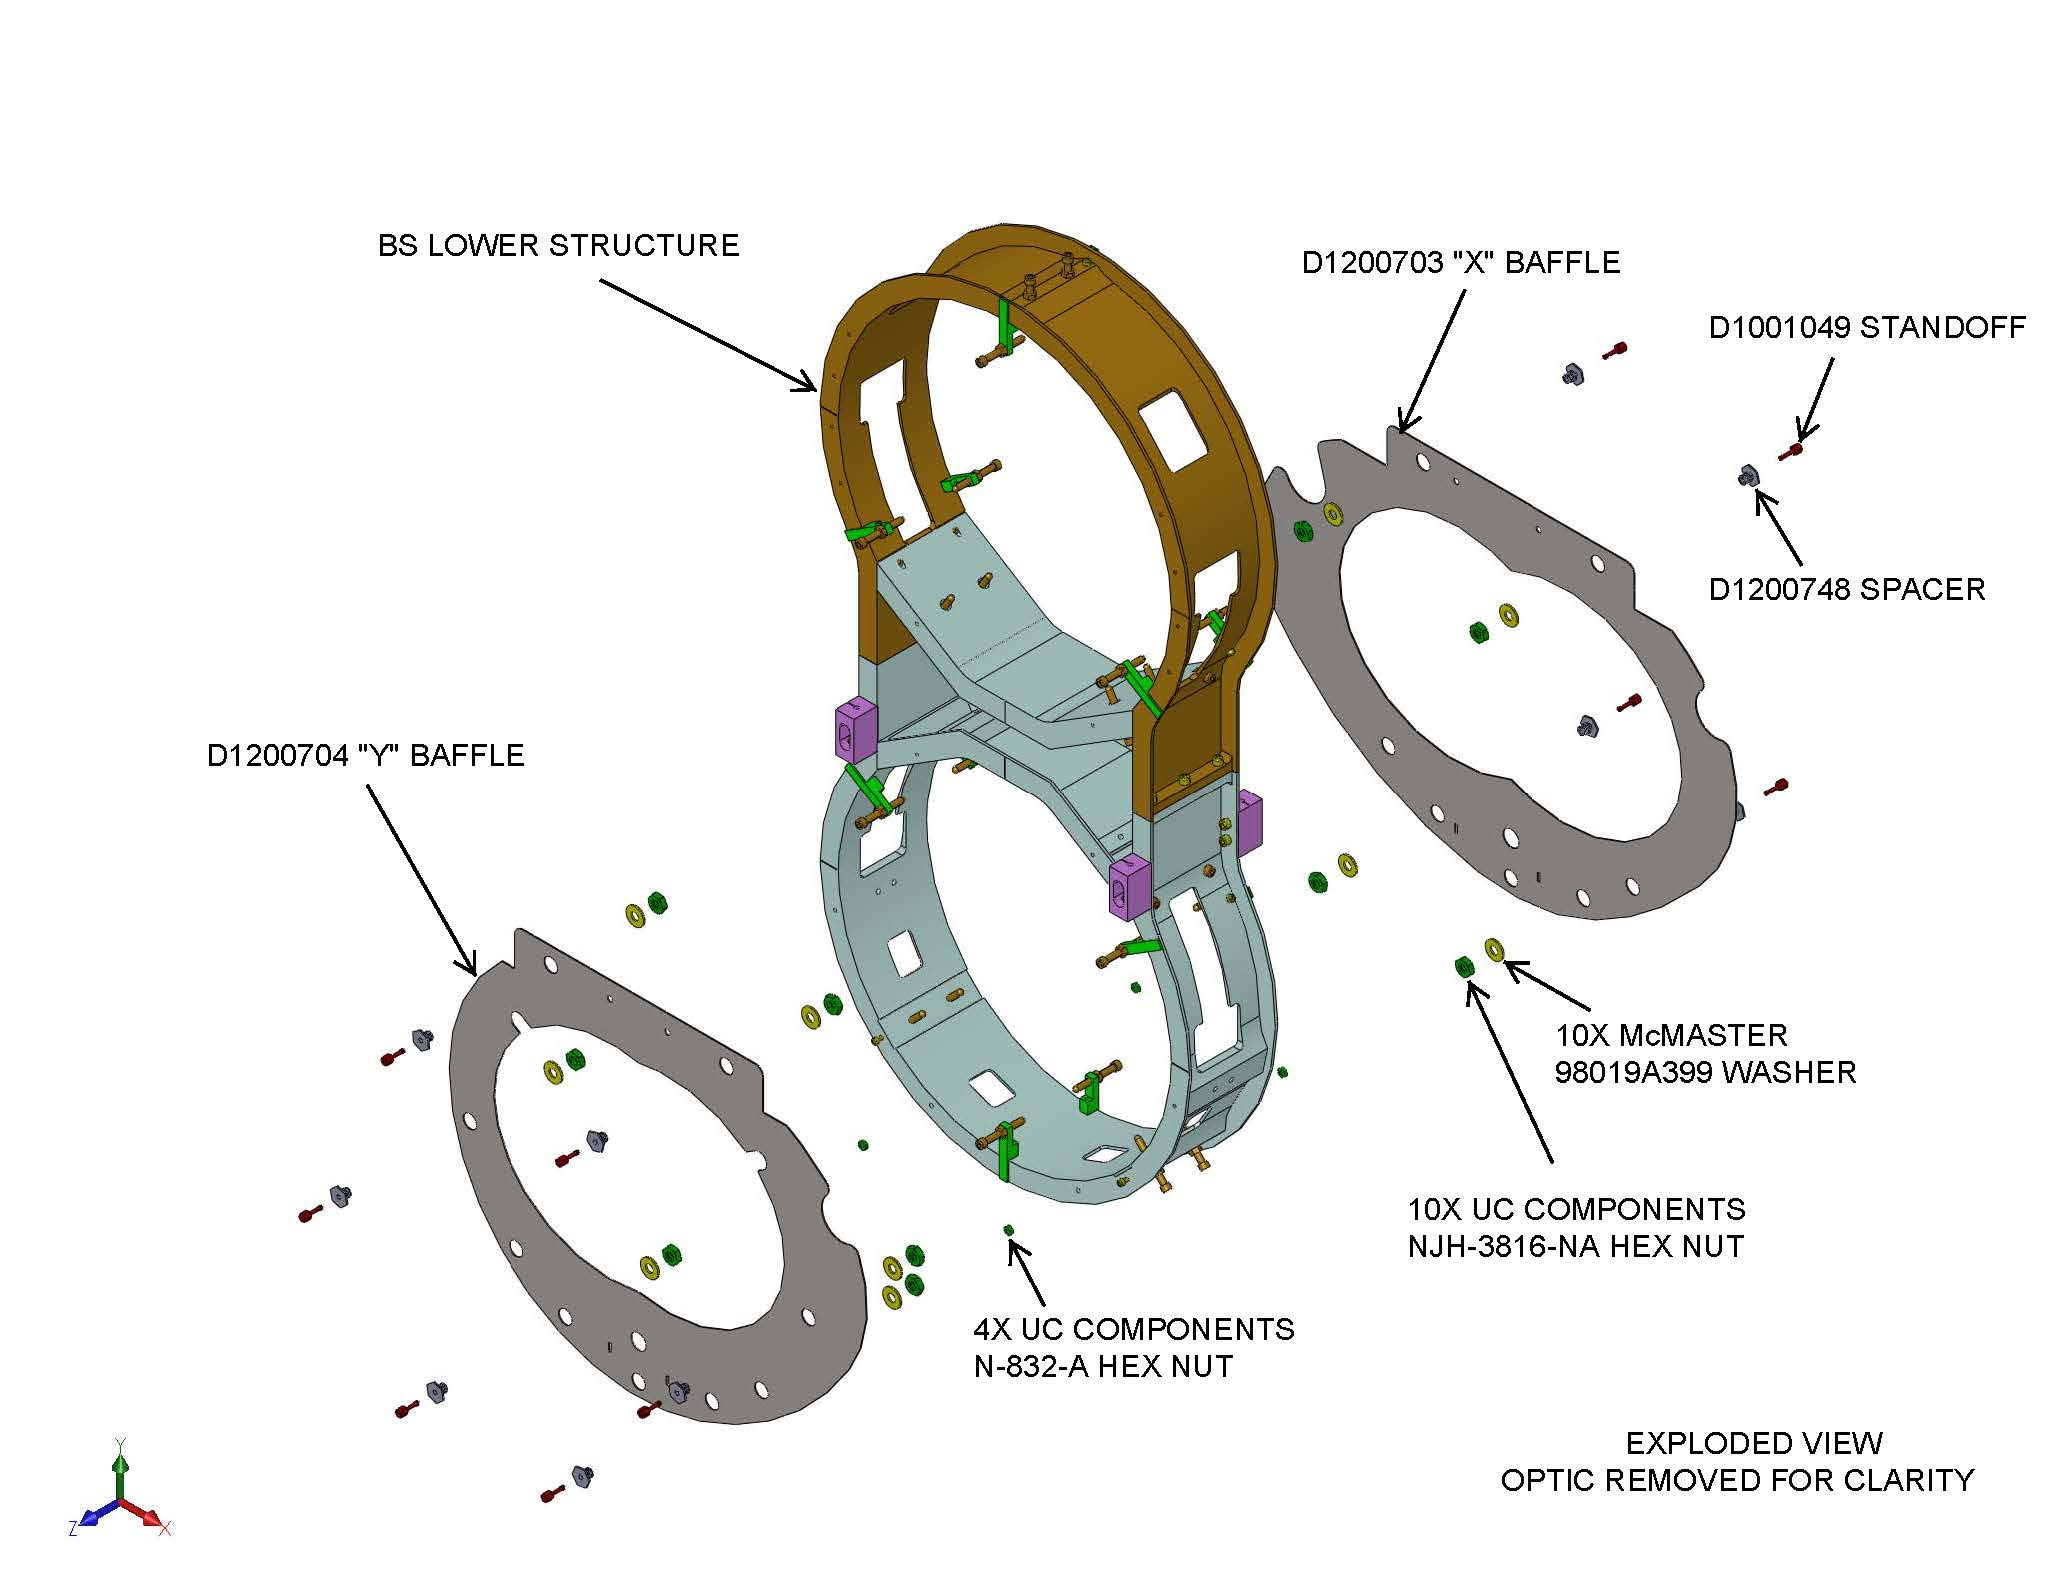 BS LOWER STRUCTURE
D1200703 "X" BAFFLE
D1001049 STANDOFF
D1200748 SPACER
D1200704 "Y" BAFFLE
10X McMASTER
98019A399 WASHER
10X UC COMPONENTS
NJH-3816-NA HEX NUT
4X UC COMPONENTS
N-832-A HEX NUT
EXPLODED VIEW
OPTIC REMOVED FOR CLARITY
Y
Z
X